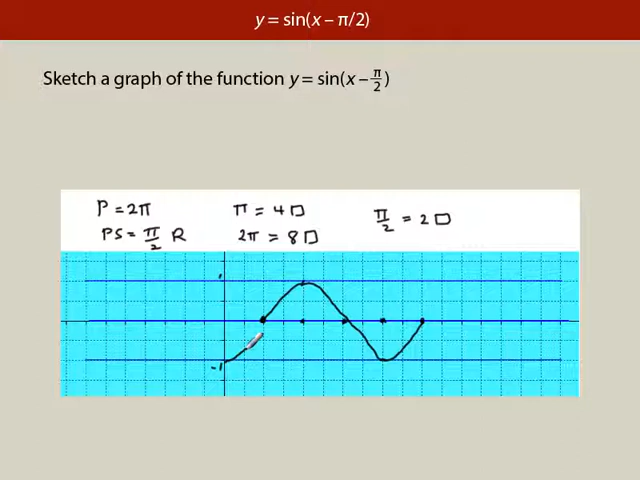 y = sin(x – π/2)
Sketch a graph of the function y = sin(x – π/2)
P = 2π
PS = π/2 R
π = 4 □
2π = 8 □
π/2 = 2 □
1
-1